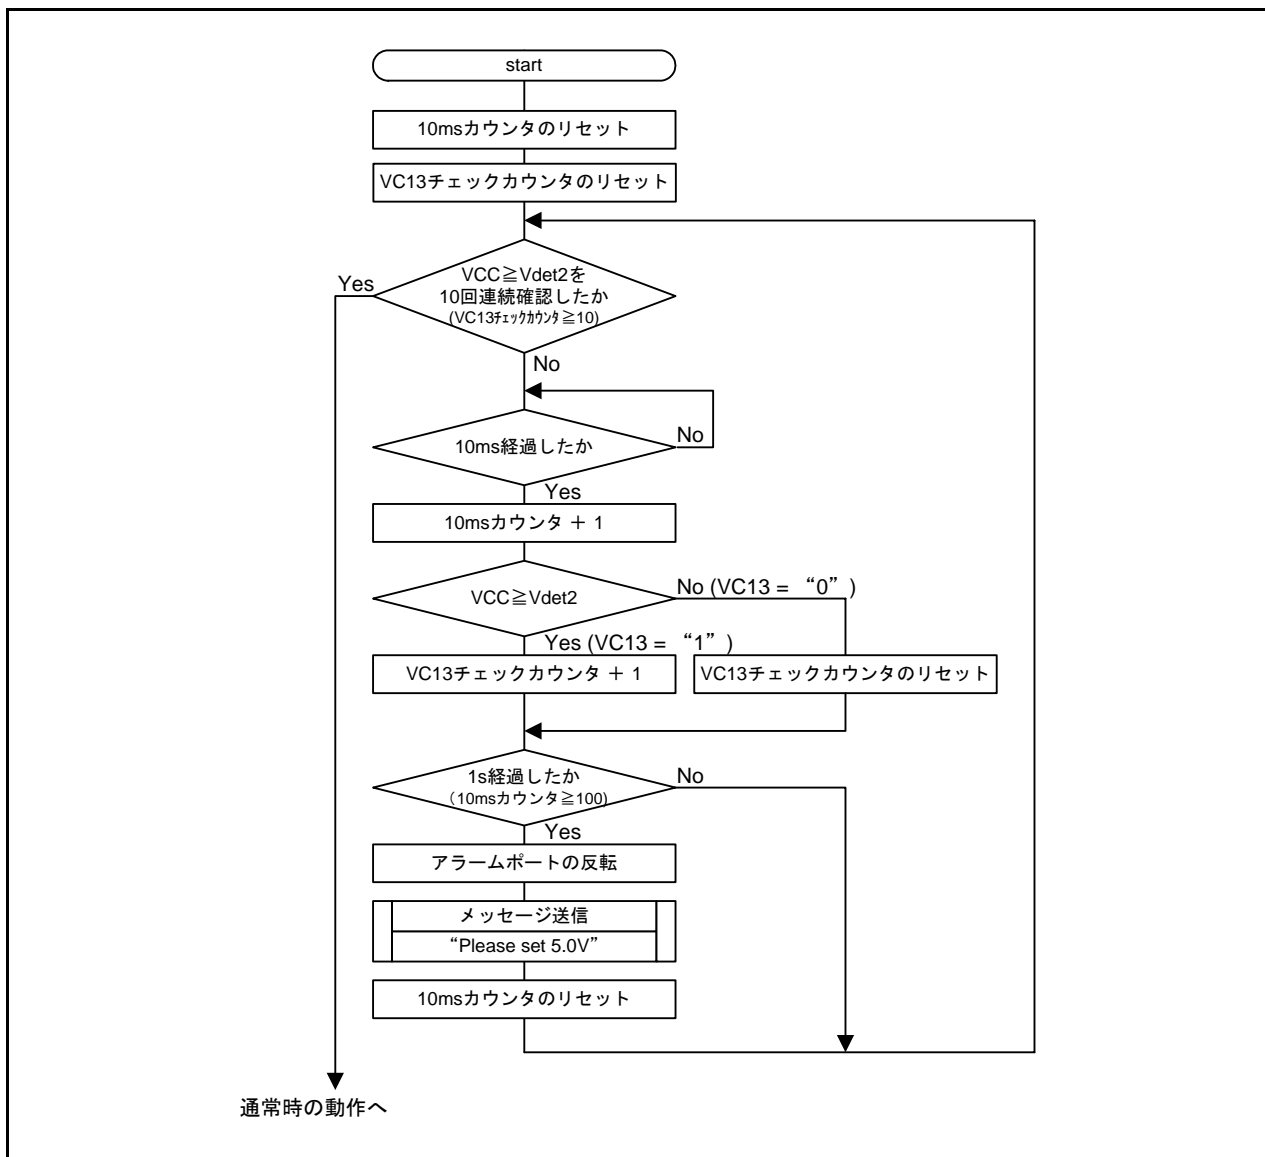 start
10msカウンタのリセット
VC13チェックカウンタのリセット
VCC≧Vdet2を
10回連続確認したか
(VC13ﾁｪｯｸｶｳﾝﾀ≧10)
Yes
No
10ms経過したか
No
Yes
10msカウンタ ＋ 1
VCC≧Vdet2
No (VC13 = “0” )
Yes (VC13 = “1” )
VC13チェックカウンタ ＋ 1
VC13チェックカウンタのリセット
1s経過したか
（10msカウンタ≧100)
No
Yes
アラームポートの反転
メッセージ送信
“Please set 5.0V”
10msカウンタのリセット
通常時の動作へ